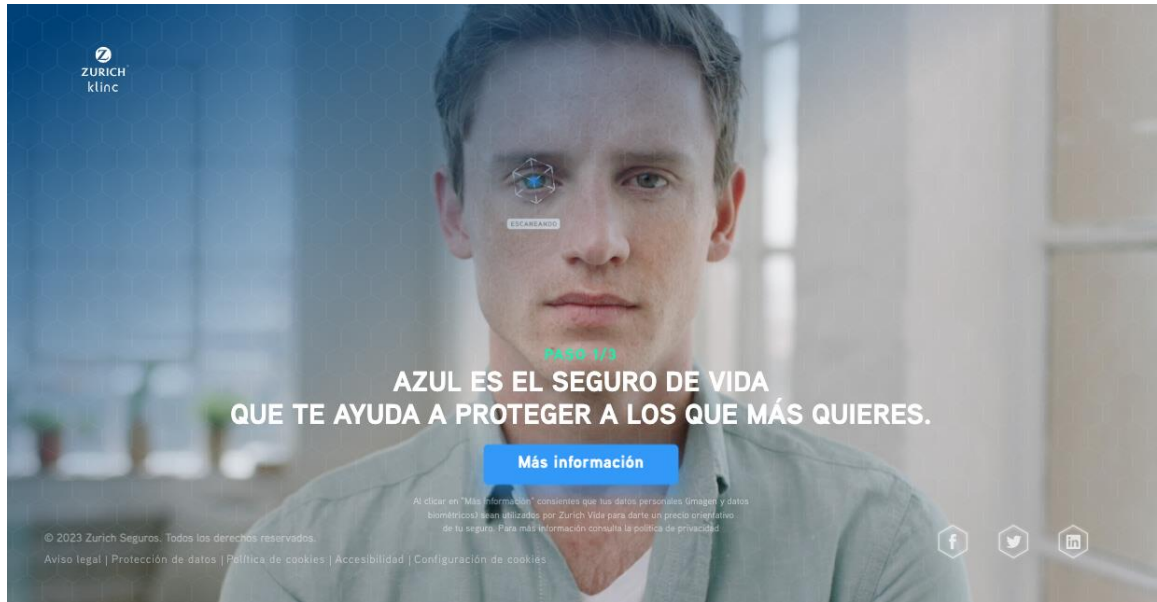 ZURICH
klinc
ESCANEANDO
PASO 1/3
AZUL ES EL SEGURO DE VIDA
QUE TE AYUDA A PROTEGER A LOS QUE MÁS QUIERES.
Más información
Al clicar en "Más información" consientes que tus datos personales (imagen y datos
biométricos) sean utilizados por Zurich Vida para darte un precio orientativo
de tu seguro. Para más información consulta la política de privacidad
© 2023 Zurich Seguros. Todos los derechos reservados.
Aviso legal | Protección de datos | Política de cookies | Accesibilidad | Configuración de cookies